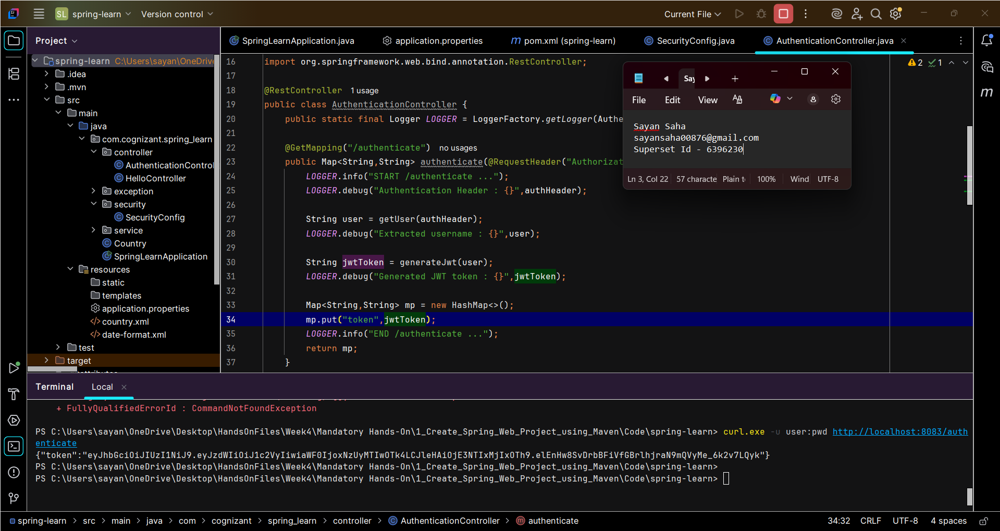 SL spring-learn Version control Current File
Project
SpringLearnApplication.java application.properties m pom.xml (spring-learn) SecurityConfig.java AuthenticationController.java
spring-learn C:\Users\sayan\OneDrive
.idea
.mvn
src
main
java
com.cognizant.spring_learn
controller
AuthenticationControl
HelloController
exception
security
SecurityConfig
service
Country
SpringLearnApplication
resources
static
templates
application.properties
country.xml
date-format.xml
test
target
16 import org.springframework.web.bind.annotation.RestController;
17
18 @RestController 1 usage
19 public class AuthenticationController {
20 public static final Logger LOGGER = LoggerFactory.getLogger(Authe
21
22 @GetMapping("/authenticate") no usages
23 public Map<String,String> authenticate(@RequestHeader("Authorizat
24 LOGGER.info("START /authenticate ...");
25 LOGGER.debug("Authentication Header : {}",authHeader);
26
27 String user = getUser(authHeader);
28 LOGGER.debug("Extracted username : {}",user);
29
30 String jwtToken = generateJwt(user);
31 LOGGER.debug("Generated JWT token : {}",jwtToken);
32
33 Map<String,String> mp = new HashMap<>();
34 mp.put("token",jwtToken);
35 LOGGER.info("END /authenticate ...");
36 return mp;
37 }
2 1
m
Say
File Edit View
Sayan Saha
sayansaha00876@gmail.com
Superset Id - 6396230
Ln 3, Col 22 57 characte Plain t 100% Wind UTF-8
Terminal Local
+ FullyQualifiedErrorId : CommandNotFoundException
PS C:\Users\sayan\OneDrive\Desktop\HandsOnFiles\Week4\Mandatory Hands-On\1_Create_Spring_Web_Project_using_Maven\Code\spring-learn> curl.exe -u user:pwd http://localhost:8083/auth
enticate
{"token":"eyJhbGciOiJIUzI1NiJ9.eyJzdWIiOiJ1c2VyIiwiaWF0IjoxNzUyMTIwOTk4LCJleHAiOjE3NTIxMjIxOTh9.elEnHw8SvDrbBFiVfGBrlhjraN9mQVyMe_6k2v7LQyk"}
PS C:\Users\sayan\OneDrive\Desktop\HandsOnFiles\Week4\Mandatory Hands-On\1_Create_Spring_Web_Project_using_Maven\Code\spring-learn>
PS C:\Users\sayan\OneDrive\Desktop\HandsOnFiles\Week4\Mandatory Hands-On\1_Create_Spring_Web_Project_using_Maven\Code\spring-learn>
spring-learn > src > main > java > com > cognizant > spring_learn > controller > AuthenticationController > authenticate 34:32 CRLF UTF-8 4 spaces